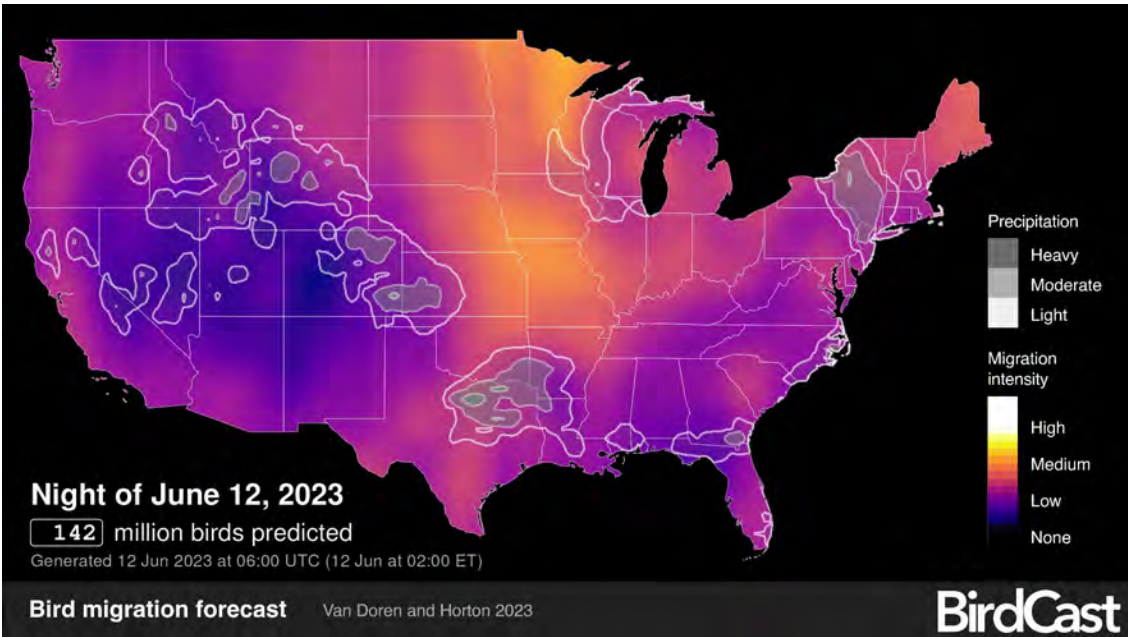 Precipitation
Heavy
Moderate
Light
Migration
intensity
High
Medium
Low
None
Night of June 12, 2023
142 million birds predicted
Generated 12 Jun 2023 at 06:00 UTC (12 Jun at 02:00 ET)
Bird migration forecast Van Doren and Horton 2023
BirdCast